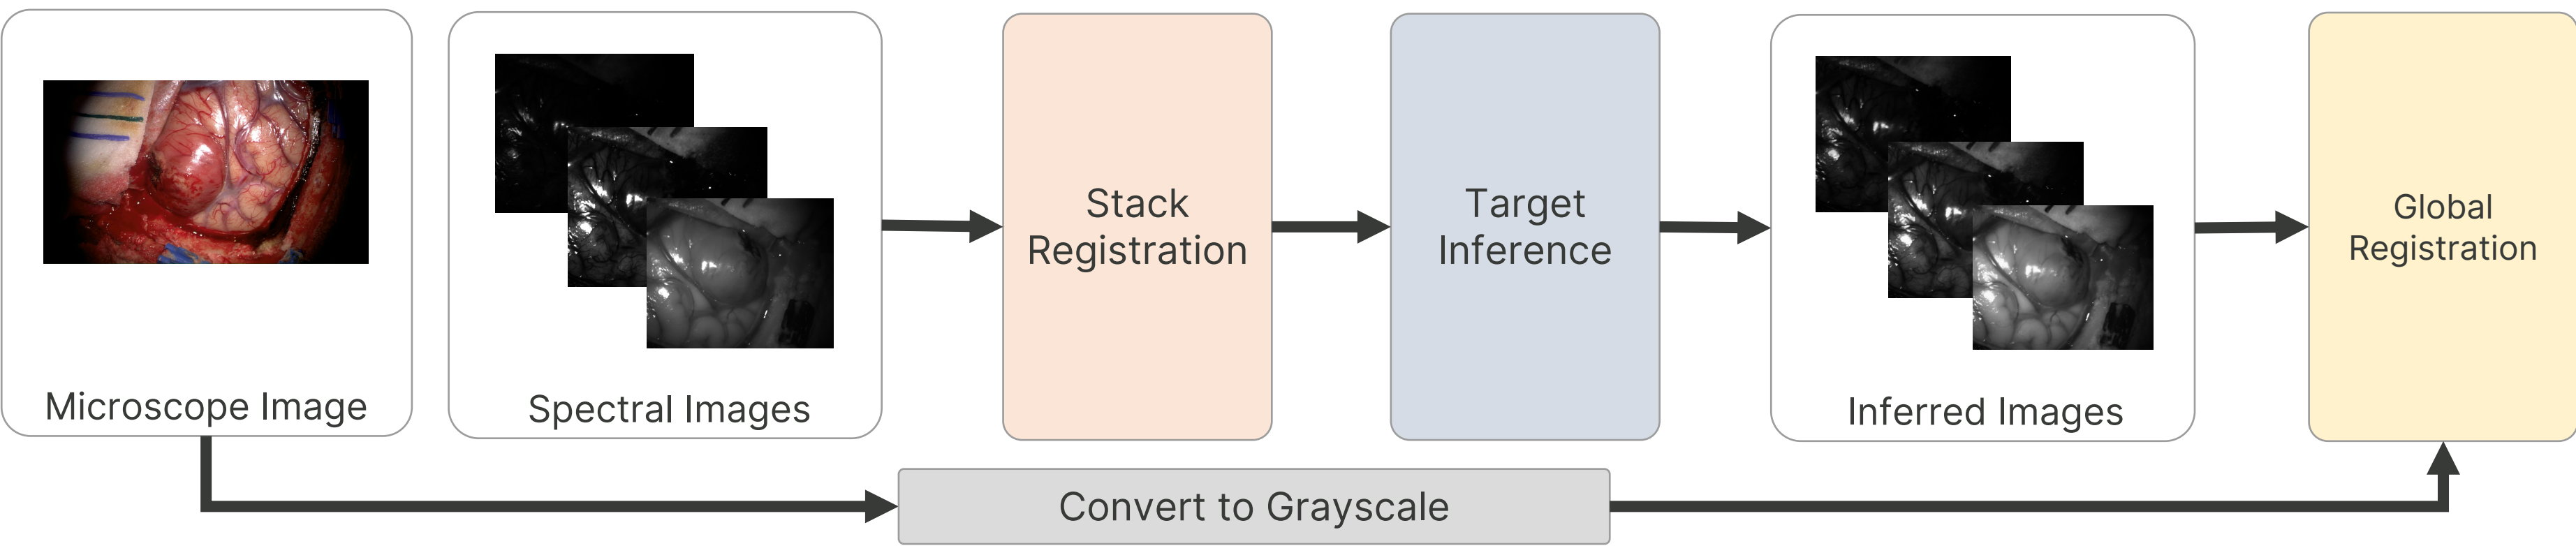 Microscope Image
Spectral Images
Stack
Registration
Target
Inference
Inferred Images
Global
Registration
Convert to Grayscale